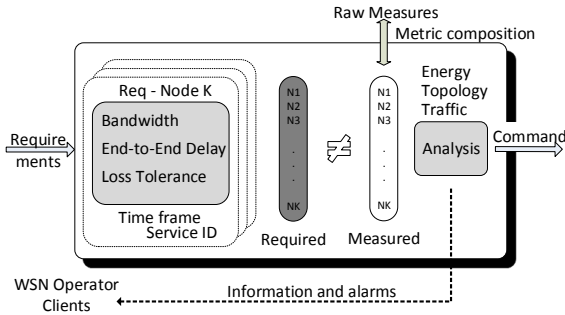 Raw Measures
Metric composition
Req - Node K
Bandwidth
End-to-End Delay
Loss Tolerance
Time frame
Service ID
Require
ments
N1
N2
N3
.
.
.
NK
Required
≠
N1
N2
N3
.
.
.
NK
Measured
Energy
Topology
Traffic
Analysis
Command
WSN Operator
Clients
Information and alarms